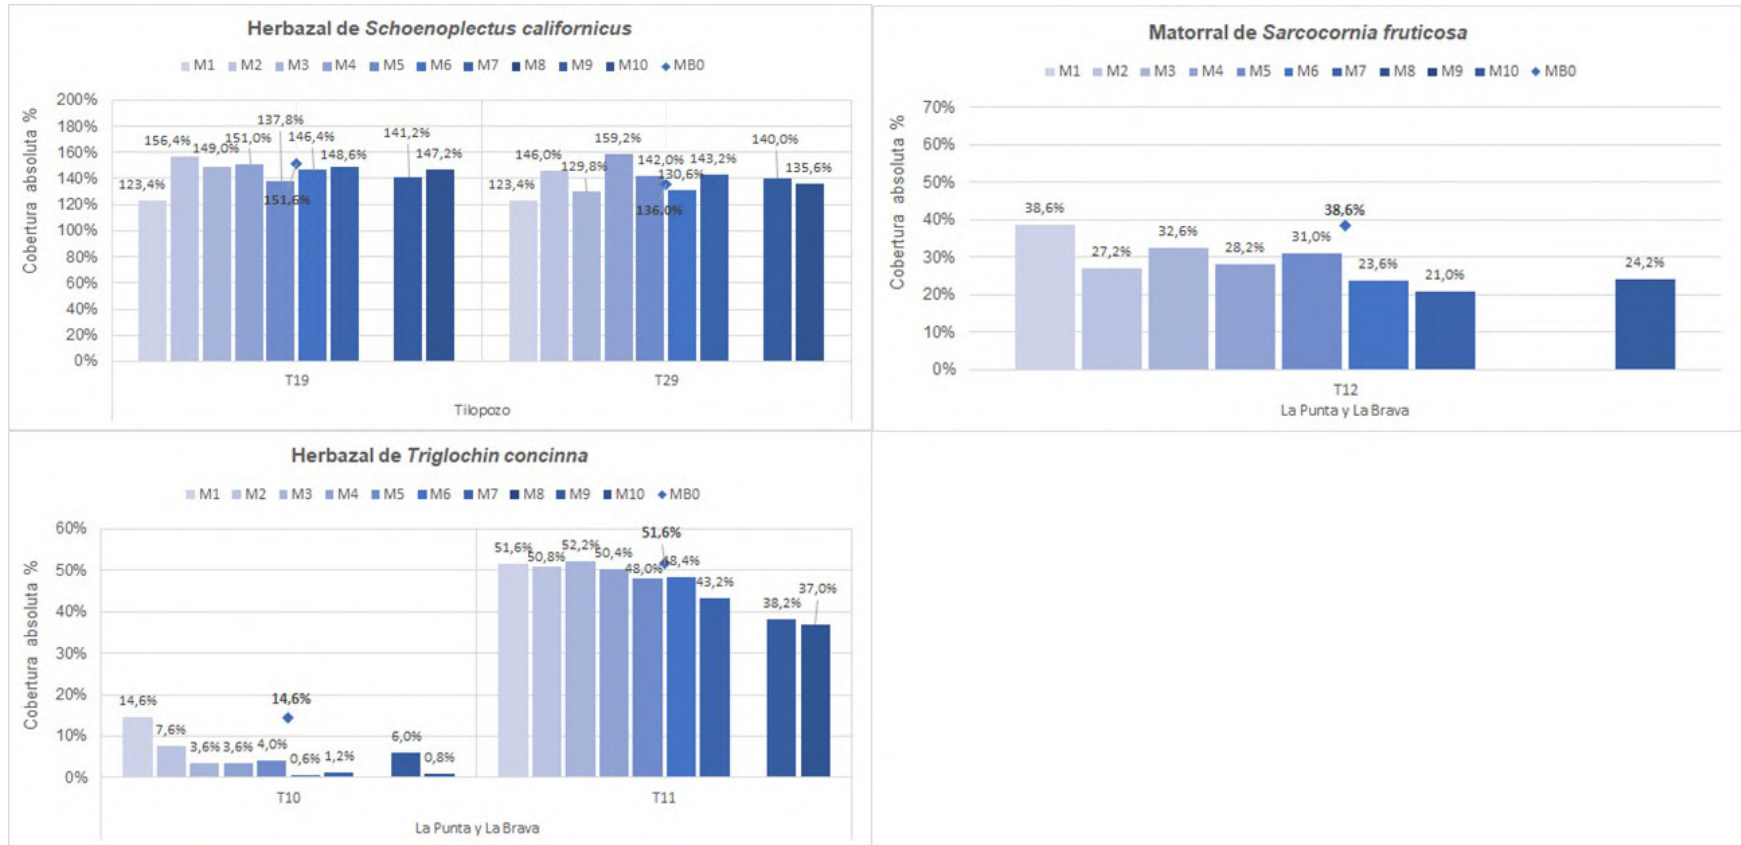 Herbazal de Schoenoplectus californicus
M1 M2 M3 M4 M5 M6 M7 M8 M9 M10 MB0
Cobertura absoluta %
200%
180%
160%
140%
120%
100%
80%
60%
40%
20%
0%
123,4% 156,4% 149,0% 151,0% 137,8% 151,6% 146,4% 148,6% 141,2% 147,2%
123,4% 146,0% 129,8% 159,2% 142,0% 136,0% 130,6% 143,2% 140,0% 135,6%
T19 T29
Tilopozo
Matorral de Sarcocornia fruticosa
M1 M2 M3 M4 M5 M6 M7 M8 M9 M10 MB0
Cobertura absoluta %
70%
60%
50%
40%
30%
20%
10%
0%
38,6% 27,2% 32,6% 28,2% 31,0% 38,6% 23,6% 21,0% 24,2%
T12
La Punta y La Brava
Herbazal de Triglochin concinna
M1 M2 M3 M4 M5 M6 M7 M8 M9 M10 MB0
Cobertura absoluta %
60%
50%
40%
30%
20%
10%
0%
14,6% 7,6% 3,6% 3,6% 4,0% 14,6% 0,6% 1,2% 6,0% 0,8%
51,6% 50,8% 52,2% 50,4% 48,0% 51,6% 48,4% 43,2% 38,2% 37,0%
T10 T11
La Punta y La Brava